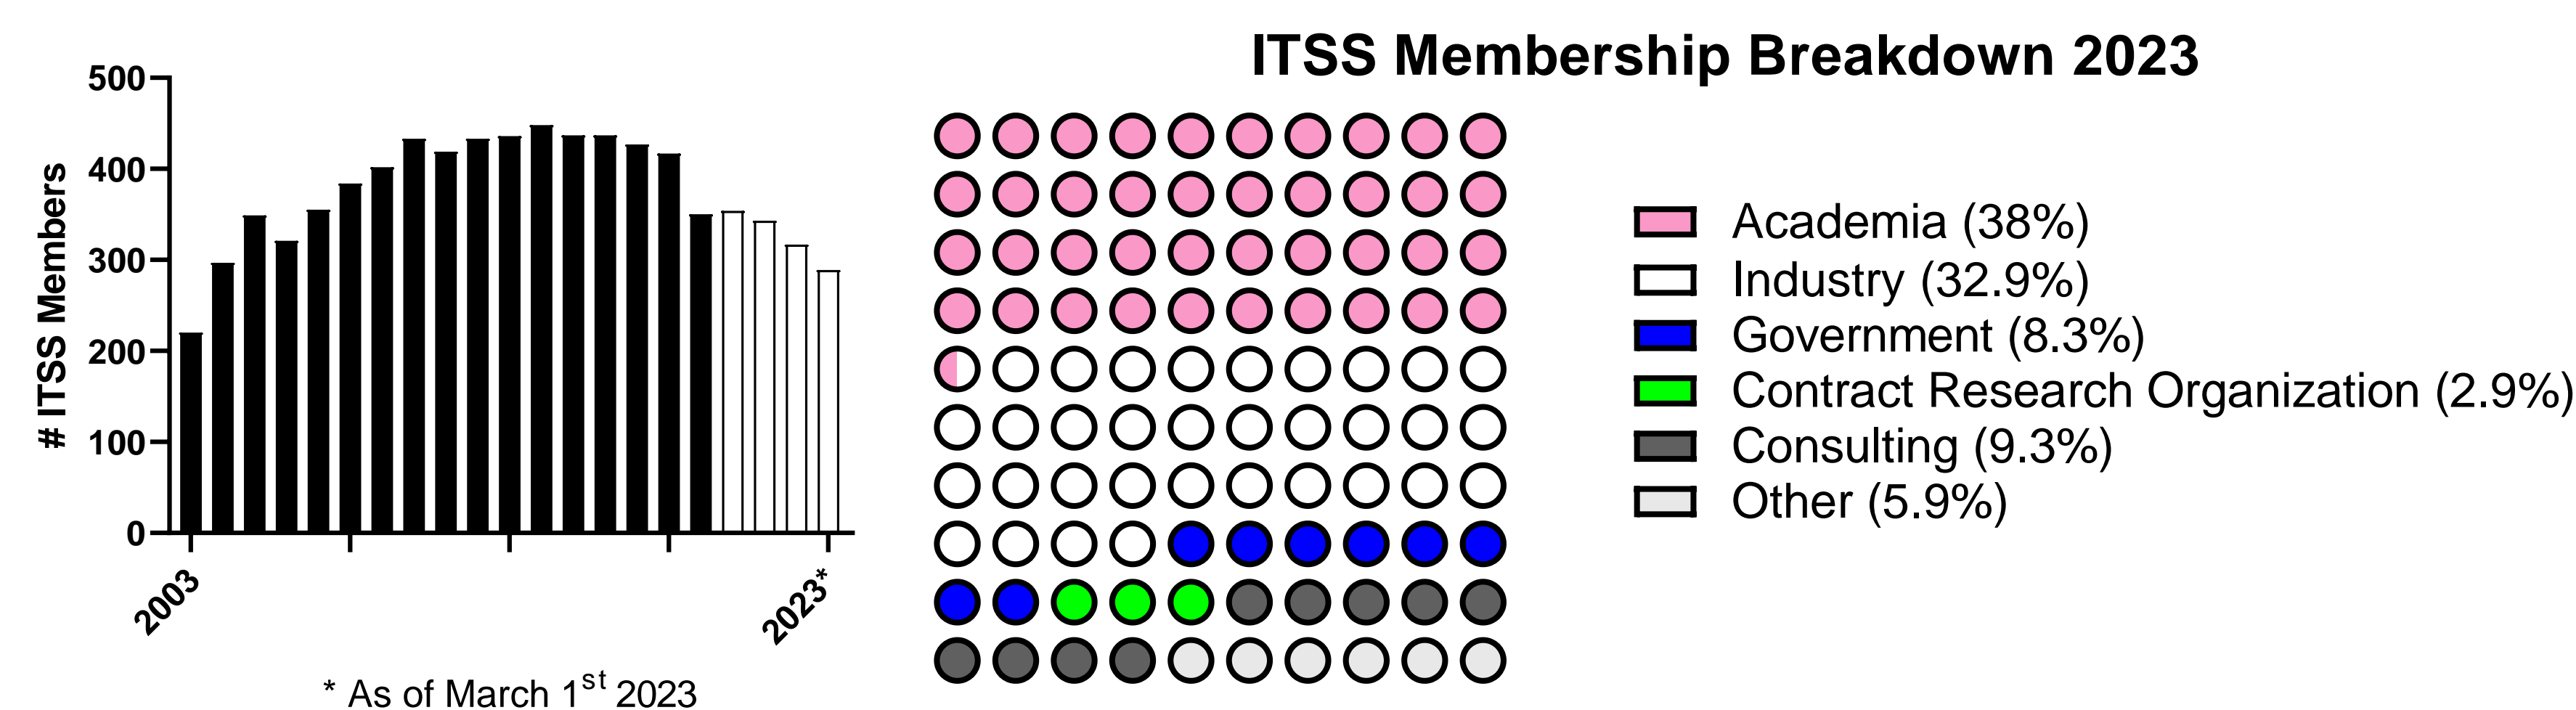 ITSS Membership Breakdown 2023
# ITSS Members
500
400
300
200
100
0
2003
2023*
* As of March 1st 2023
Academia (38%)
Industry (32.9%)
Government (8.3%)
Contract Research Organization (2.9%)
Consulting (9.3%)
Other (5.9%)